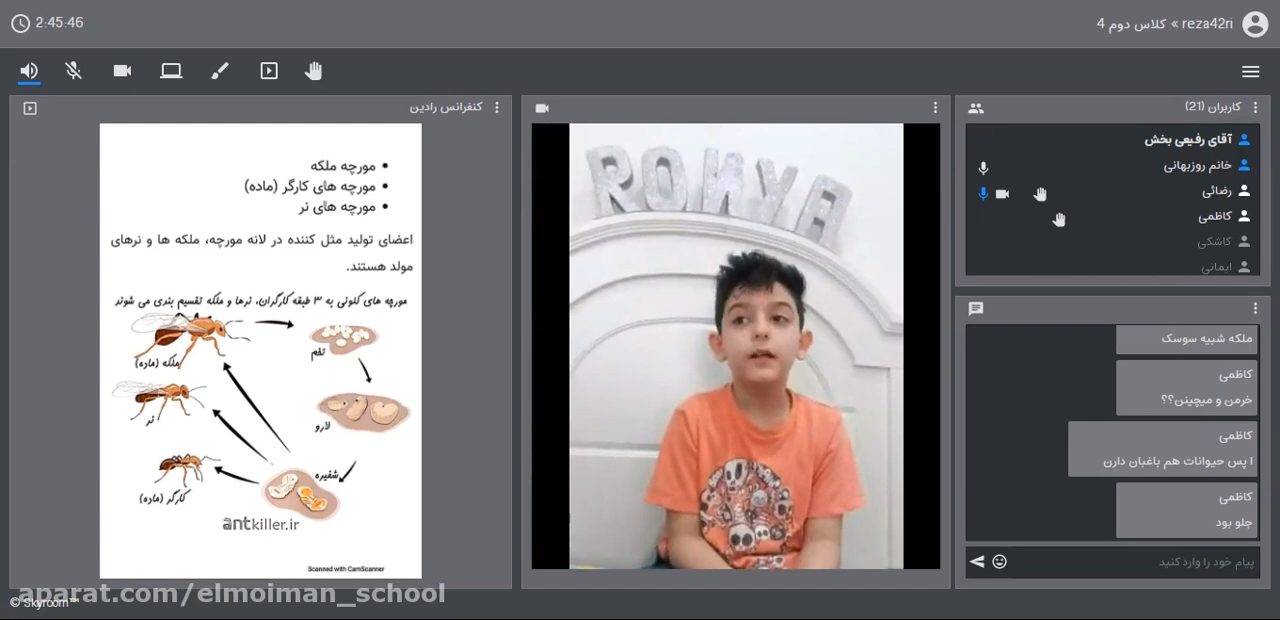 2:45:46
reza42ri » کلاس دوم 4
کنفرانس رادین
مورچه ملکه
مورچه های کارگر (ماده)
مورچه های نر
اعضای تولید مثل کننده در لانه مورچه، ملکه ها و نرهای
مولد هستند.
مورچه های کلونی به ۳ طبقه کارگران، نرها و ملکه تقسیم بندی می شوند
تخم
ملکه (ماده)
نر
لارو
شفیره
کارگر (ماده)
antkiller.ir
Scanned with CamScanner
ROMYA
کاربران (21)
آقای رفیعی بخش
خانم روزبهانی
رضائی
کاظمی
کاشکی
ایمانی
ملکه شبیه سوسک
کاظمی
خرمن و میچینن؟؟
کاظمی
ا پس حیوانات هم باغبان دارن
کاظمی
جلو بود
پیام خود را وارد کنید
aparat.com/elmoiman_school
© Skyroom™